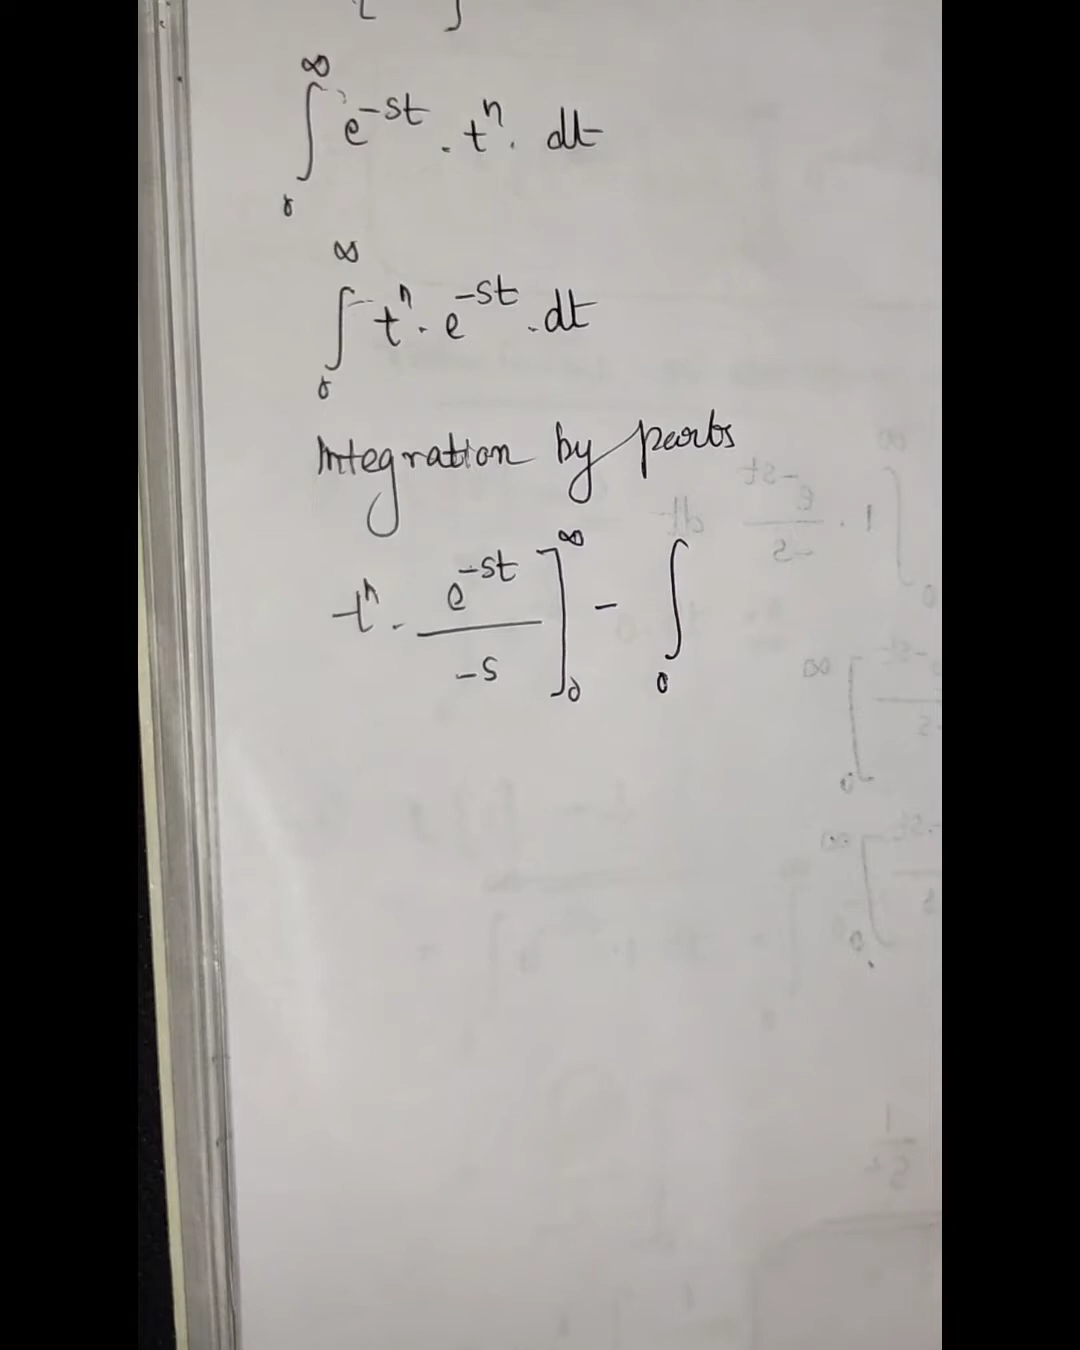 ∫₀^∞ e^{-st} . t^n . dt
∫₀^∞ t^n . e^{-st} . dt
Integration by parts
t^n . e^{-st} / -s ]₀^∞ - ∫₀